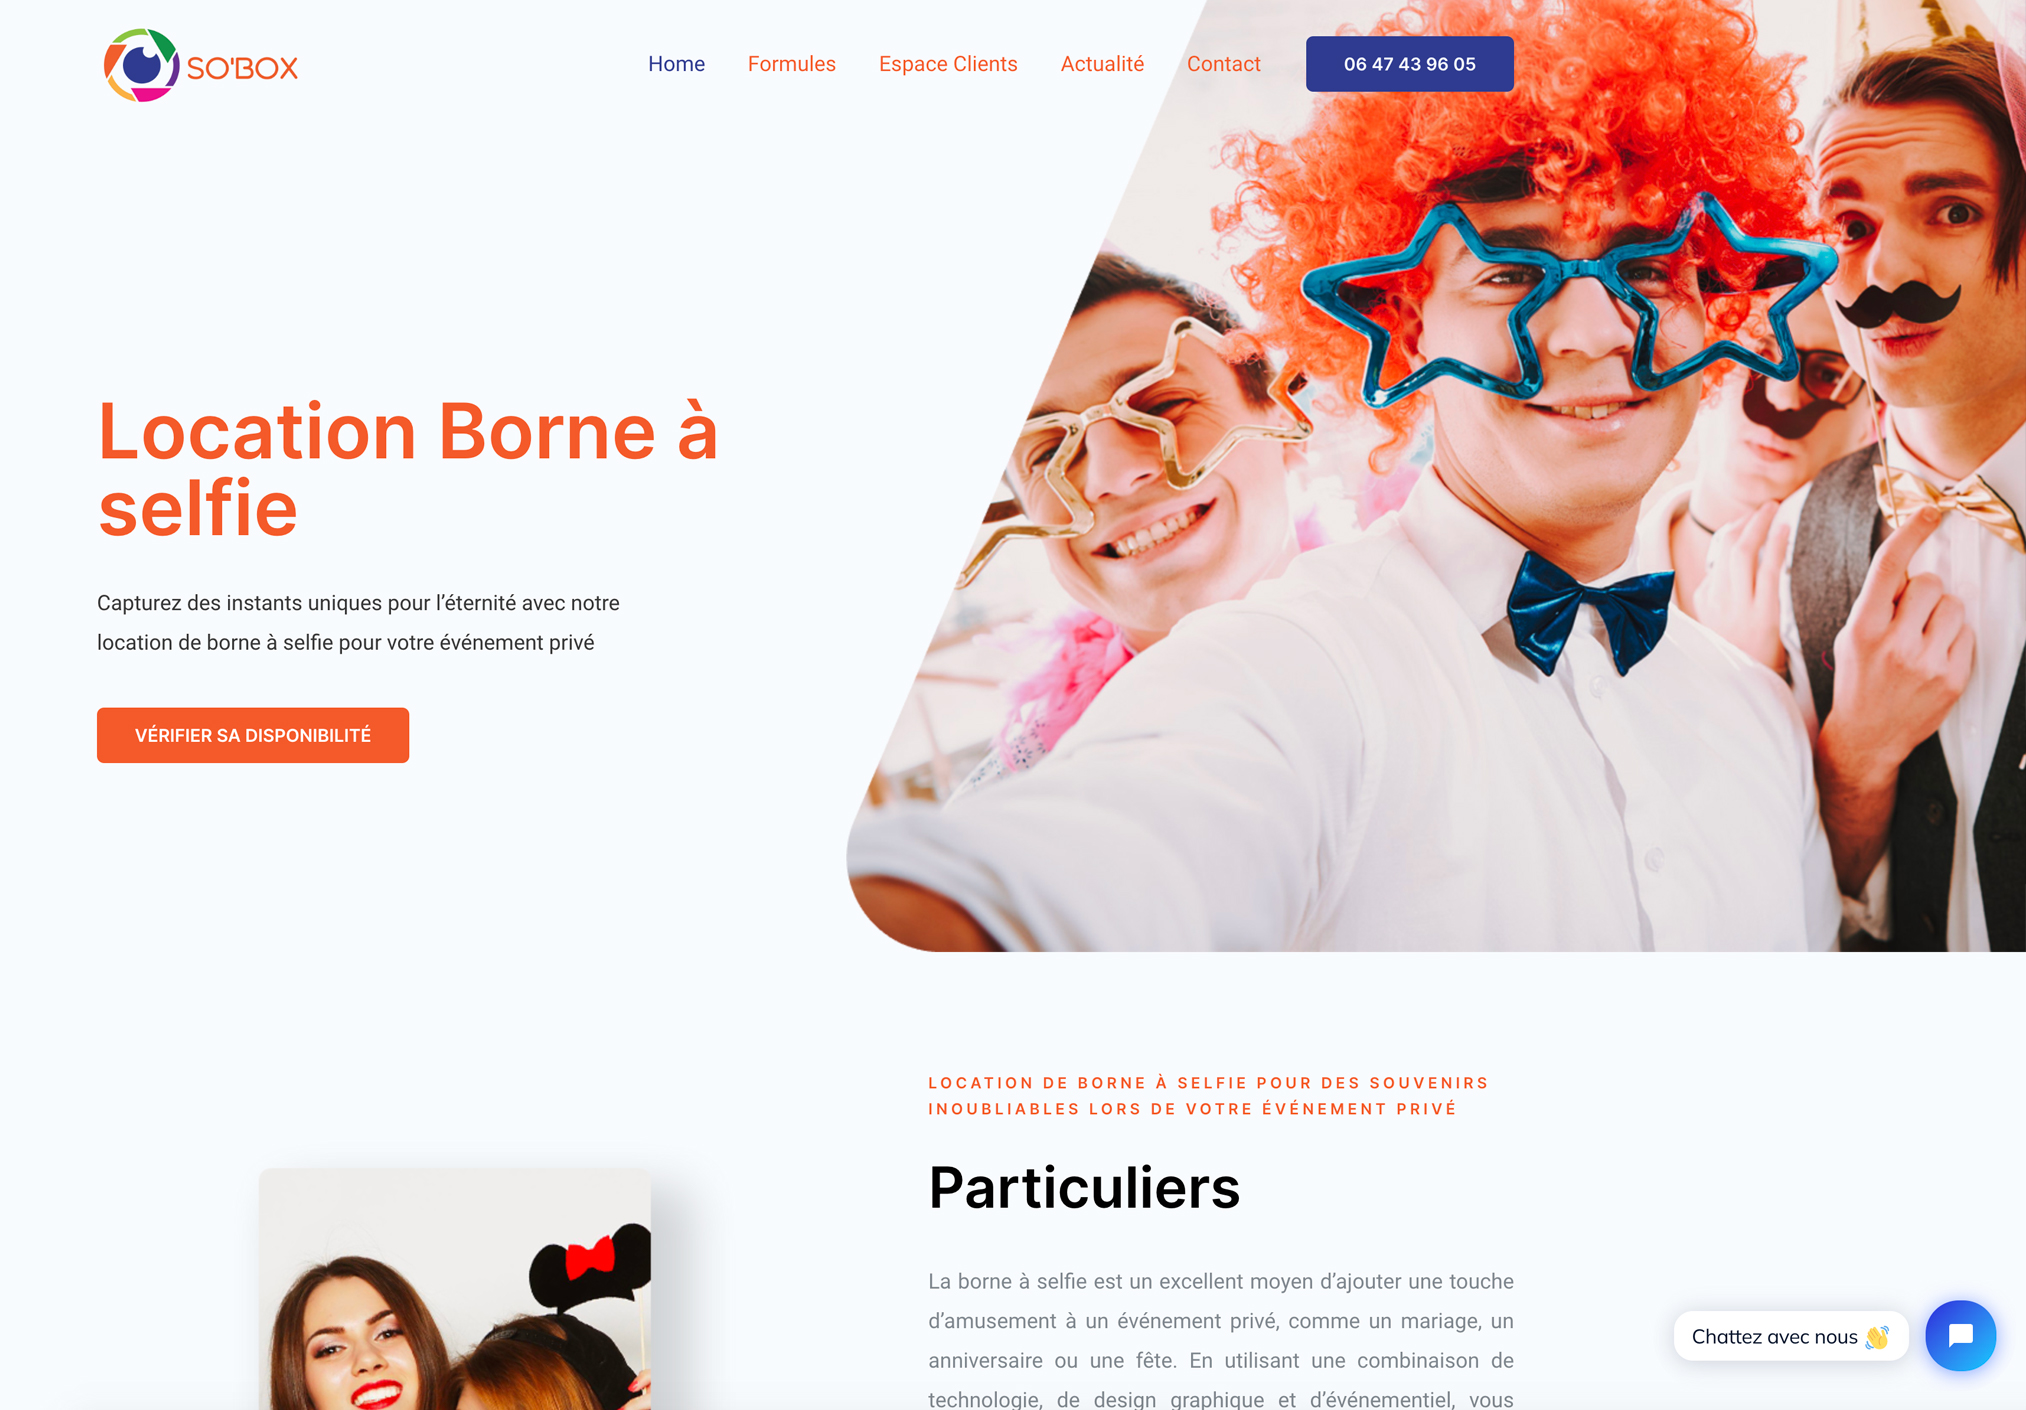 SO'BOX
Home
Formules
Espace Clients
Actualité
Contact
06 47 43 96 05
Location Borne à
selfie
Capturez des instants uniques pour l’éternité avec notre
location de borne à selfie pour votre événement privé
VÉRIFIER SA DISPONIBILITÉ
LOCATION DE BORNE À SELFIE POUR DES SOUVENIRS
INOUBLIABLES LORS DE VOTRE ÉVÉNEMENT PRIVÉ
Particuliers
La borne à selfie est un excellent moyen d’ajouter une touche
d’amusement à un événement privé, comme un mariage, un
anniversaire ou une fête. En utilisant une combinaison de
technologie, de design graphique et d’événementiel, vous
Chattez avec nous 👋